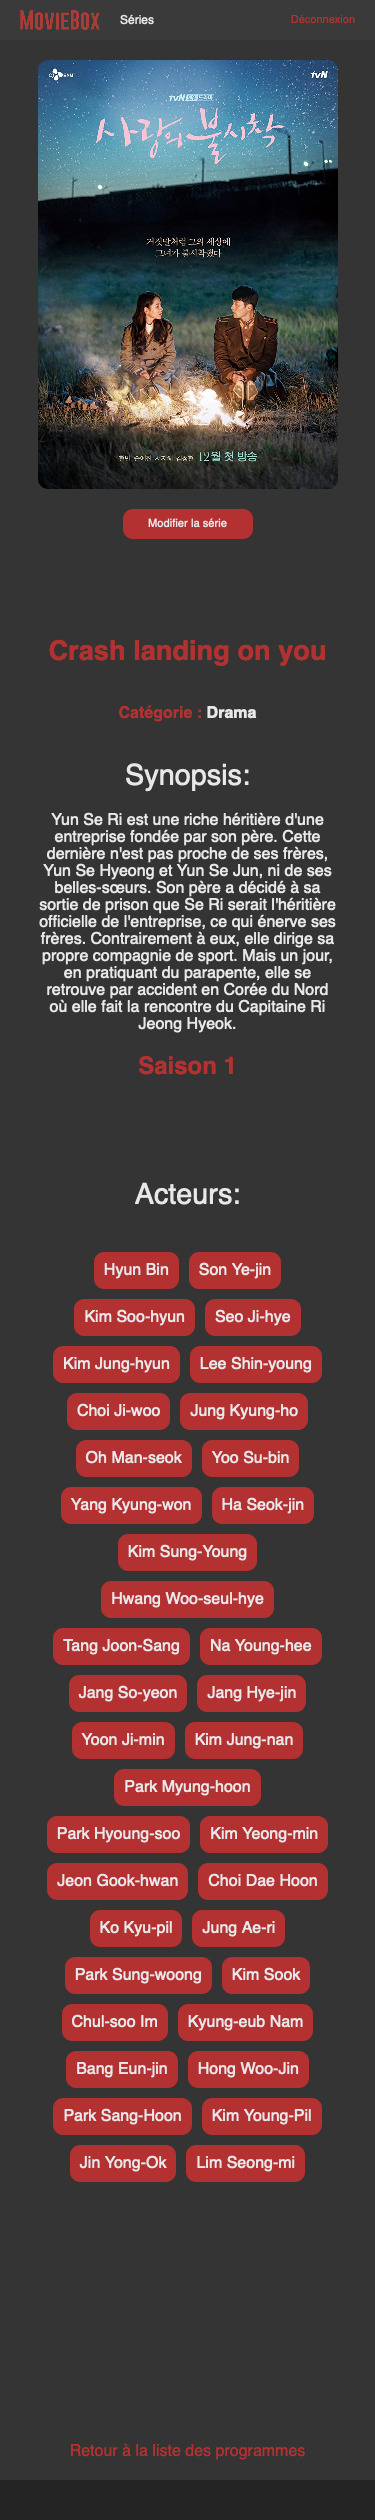 MovieBox Séries Déconnexion
tvN
tvN 토일드라마
사랑의 불시착
거짓말처럼 그의 세상에
그녀가 불시착했다
12월 첫 방송
Modifier la série
Crash landing on you
Catégorie : Drama
Synopsis:
Yun Se Ri est une riche héritière d'une
entreprise fondée par son père. Cette
dernière n'est pas proche de ses frères,
Yun Se Hyeong et Yun Se Jun, ni de ses
belles-sœurs. Son père a décidé à sa
sortie de prison que Se Ri serait l'héritière
officielle de l'entreprise, ce qui énerve ses
frères. Contrairement à eux, elle dirige sa
propre compagnie de sport. Mais un jour,
en pratiquant du parapente, elle se
retrouve par accident en Corée du Nord
où elle fait la rencontre du Capitaine Ri
Jeong Hyeok.
Saison 1
Acteurs:
Hyun Bin Son Ye-jin
Kim Soo-hyun Seo Ji-hye
Kim Jung-hyun Lee Shin-young
Choi Ji-woo Jung Kyung-ho
Oh Man-seok Yoo Su-bin
Yang Kyung-won Ha Seok-jin
Kim Sung-Young
Hwang Woo-seul-hye
Tang Joon-Sang Na Young-hee
Jang So-yeon Jang Hye-jin
Yoon Ji-min Kim Jung-nan
Park Myung-hoon
Park Hyoung-soo Kim Yeong-min
Jeon Gook-hwan Choi Dae Hoon
Ko Kyu-pil Jung Ae-ri
Park Sung-woong Kim Sook
Chul-soo Im Kyung-eub Nam
Bang Eun-jin Hong Woo-Jin
Park Sang-Hoon Kim Young-Pil
Jin Yong-Ok Lim Seong-mi
Retour à la liste des programmes